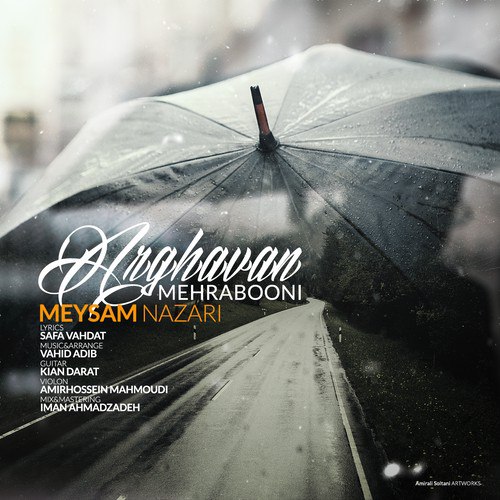 Arghavan
MEHRABOONI
MEYSAM NAZARI
LYRICS
SAFA VAHDAT
MUSIC&ARRANGE
VAHID ADIB
GUITAR
KIAN DARAT
VIOLON
AMIRHOSSEIN MAHMOUDI
MIX&MASTERING
IMAN AHMADZADEH
Amirali Soltani ARTWORKS.